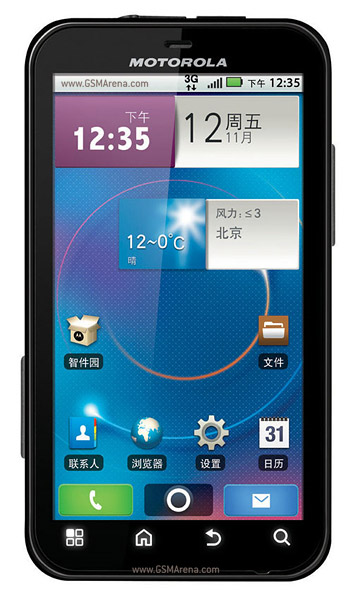 MOTOROLA
www.GSMArena.com 3G 下午 12:35
下午
12:35
12 周五
11月
风力:≤3
12~0°C
北京
晴
智件园
文件
31
联系人 浏览器 设置 日历
www.GSMArena.com